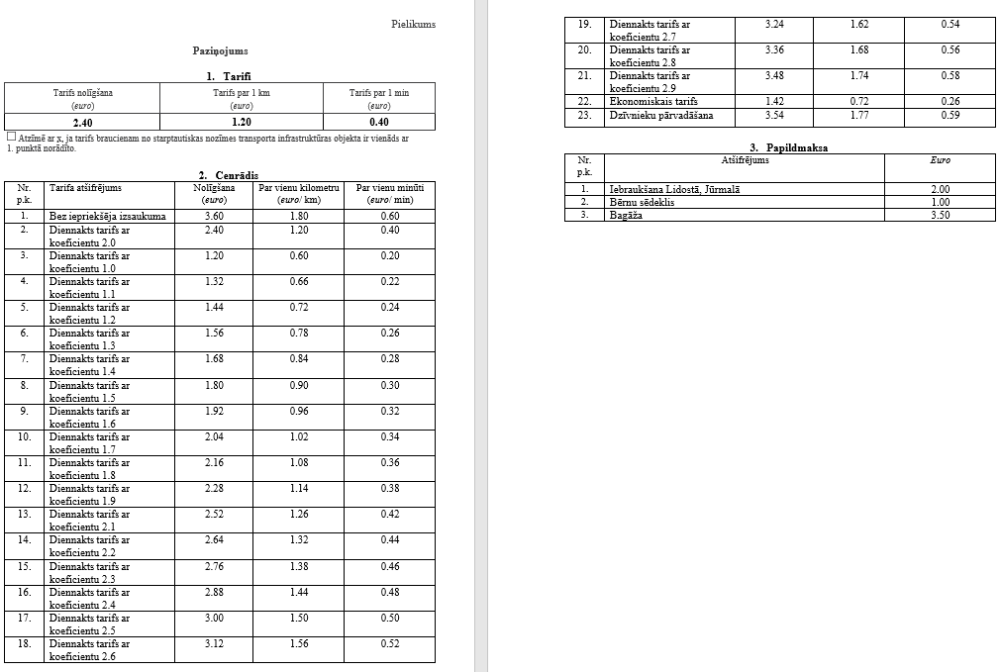 Pielikums
Paziņojums
1. Tarifi
Tarifs nolīgšana Tarifs par 1 km Tarifs par 1 min
(euro) (euro) (euro)
2.40 1.20 0.40
☐ Atzīmē ar x, ja tarifs braucienam no starptautiskas nozīmes transporta infrastruktūras objekta ir vienāds ar
1. punktā norādīto.
2. Cenrādis
Nr. Tarifa atšifrējums Nolīgšana Par vienu kilometru Par vienu minūti
p.k. (euro) (euro/ km) (euro/ min)
1. Bez iepriekšēja izsaukuma 3.60 1.80 0.60
2. Diennakts tarifs ar 2.40 1.20 0.40
koeficientu 2.0
3. Diennakts tarifs ar 1.20 0.60 0.20
koeficientu 1.0
4. Diennakts tarifs ar 1.32 0.66 0.22
koeficientu 1.1
5. Diennakts tarifs ar 1.44 0.72 0.24
koeficientu 1.2
6. Diennakts tarifs ar 1.56 0.78 0.26
koeficientu 1.3
7. Diennakts tarifs ar 1.68 0.84 0.28
koeficientu 1.4
8. Diennakts tarifs ar 1.80 0.90 0.30
koeficientu 1.5
9. Diennakts tarifs ar 1.92 0.96 0.32
koeficientu 1.6
10. Diennakts tarifs ar 2.04 1.02 0.34
koeficientu 1.7
11. Diennakts tarifs ar 2.16 1.08 0.36
koeficientu 1.8
12. Diennakts tarifs ar 2.28 1.14 0.38
koeficientu 1.9
13. Diennakts tarifs ar 2.52 1.26 0.42
koeficientu 2.1
14. Diennakts tarifs ar 2.64 1.32 0.44
koeficientu 2.2
15. Diennakts tarifs ar 2.76 1.38 0.46
koeficientu 2.3
16. Diennakts tarifs ar 2.88 1.44 0.48
koeficientu 2.4
17. Diennakts tarifs ar 3.00 1.50 0.50
koeficientu 2.5
18. Diennakts tarifs ar 3.12 1.56 0.52
koeficientu 2.6
19. Diennakts tarifs ar 3.24 1.62 0.54
koeficientu 2.7
20. Diennakts tarifs ar 3.36 1.68 0.56
koeficientu 2.8
21. Diennakts tarifs ar 3.48 1.74 0.58
koeficientu 2.9
22. Ekonomiskais tarifs 1.42 0.72 0.26
23. Dzīvnieku pārvadāšana 3.54 1.77 0.59
3. Papildmaksa
Nr. Atšifrējums Euro
p.k.
1. Iebraukšana Lidostā, Jūrmalā 2.00
2. Bērnu sēdeklis 1.00
3. Bagāža 3.50